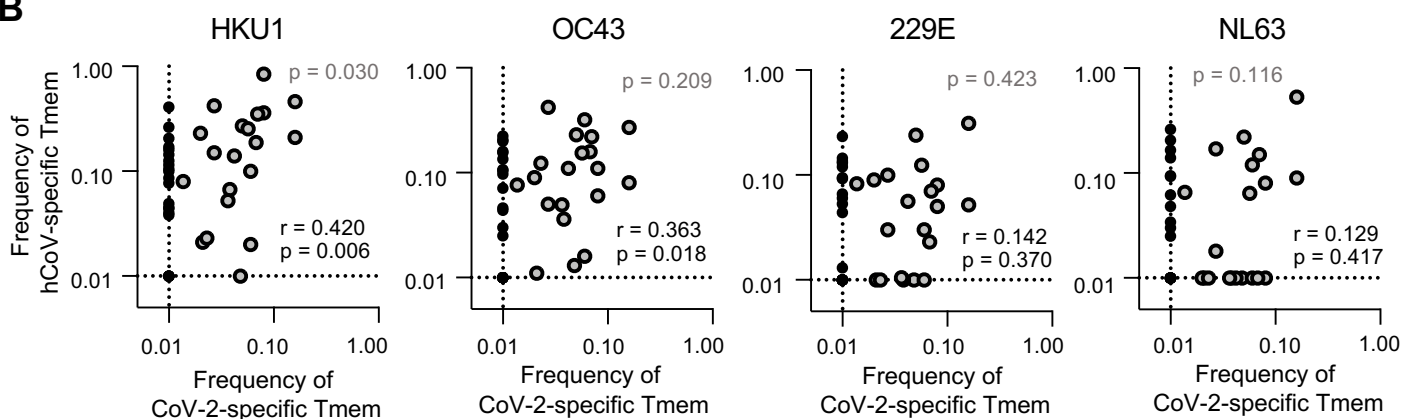 B
HKU1
Frequency of
hCoV-specific Tmem
1.00
0.10
0.01
p = 0.030
r = 0.420
p = 0.006
0.01 0.10 1.00
Frequency of
CoV-2-specific Tmem
OC43
1.00
0.10
0.01
p = 0.209
r = 0.363
p = 0.018
0.01 0.10 1.00
Frequency of
CoV-2-specific Tmem
229E
1.00
0.10
0.01
p = 0.423
r = 0.142
p = 0.370
0.01 0.10 1.00
Frequency of
CoV-2-specific Tmem
NL63
1.00
0.10
0.01
p = 0.116
r = 0.129
p = 0.417
0.01 0.10 1.00
Frequency of
CoV-2-specific Tmem